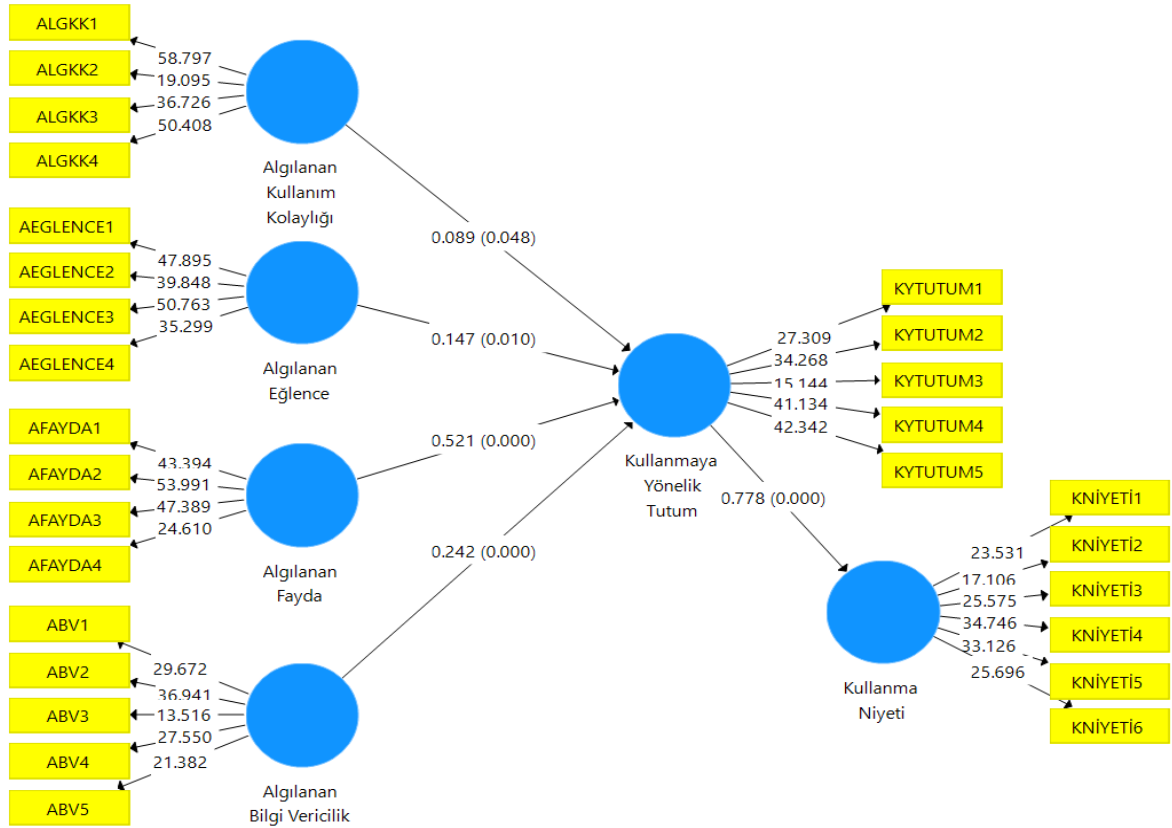 ALGKK1
ALGKK2
ALGKK3
ALGKK4
58.797
19.095
36.726
50.408
Algılanan
Kullanım
Kolaylığı
0.089 (0.048)
AEGLENCE1
AEGLENCE2
AEGLENCE3
AEGLENCE4
47.895
39.848
50.763
35.299
Algılanan
Eğlence
0.147 (0.010)
AFAYDA1
AFAYDA2
AFAYDA3
AFAYDA4
43.394
53.991
47.389
24.610
Algılanan
Fayda
0.521 (0.000)
ABV1
ABV2
ABV3
ABV4
ABV5
29.672
36.941
13.516
27.550
21.382
Algılanan
Bilgi Vericilik
0.242 (0.000)
Kullanmaya
Yönelik
Tutum
27.309
34.268
15.144
41.134
42.342
KYTUTUM1
KYTUTUM2
KYTUTUM3
KYTUTUM4
KYTUTUM5
0.778 (0.000)
Kullanma
Niyeti
23.531
17.106
25.575
34.746
33.126
25.696
KNİYETİ1
KNİYETİ2
KNİYETİ3
KNİYETİ4
KNİYETİ5
KNİYETİ6